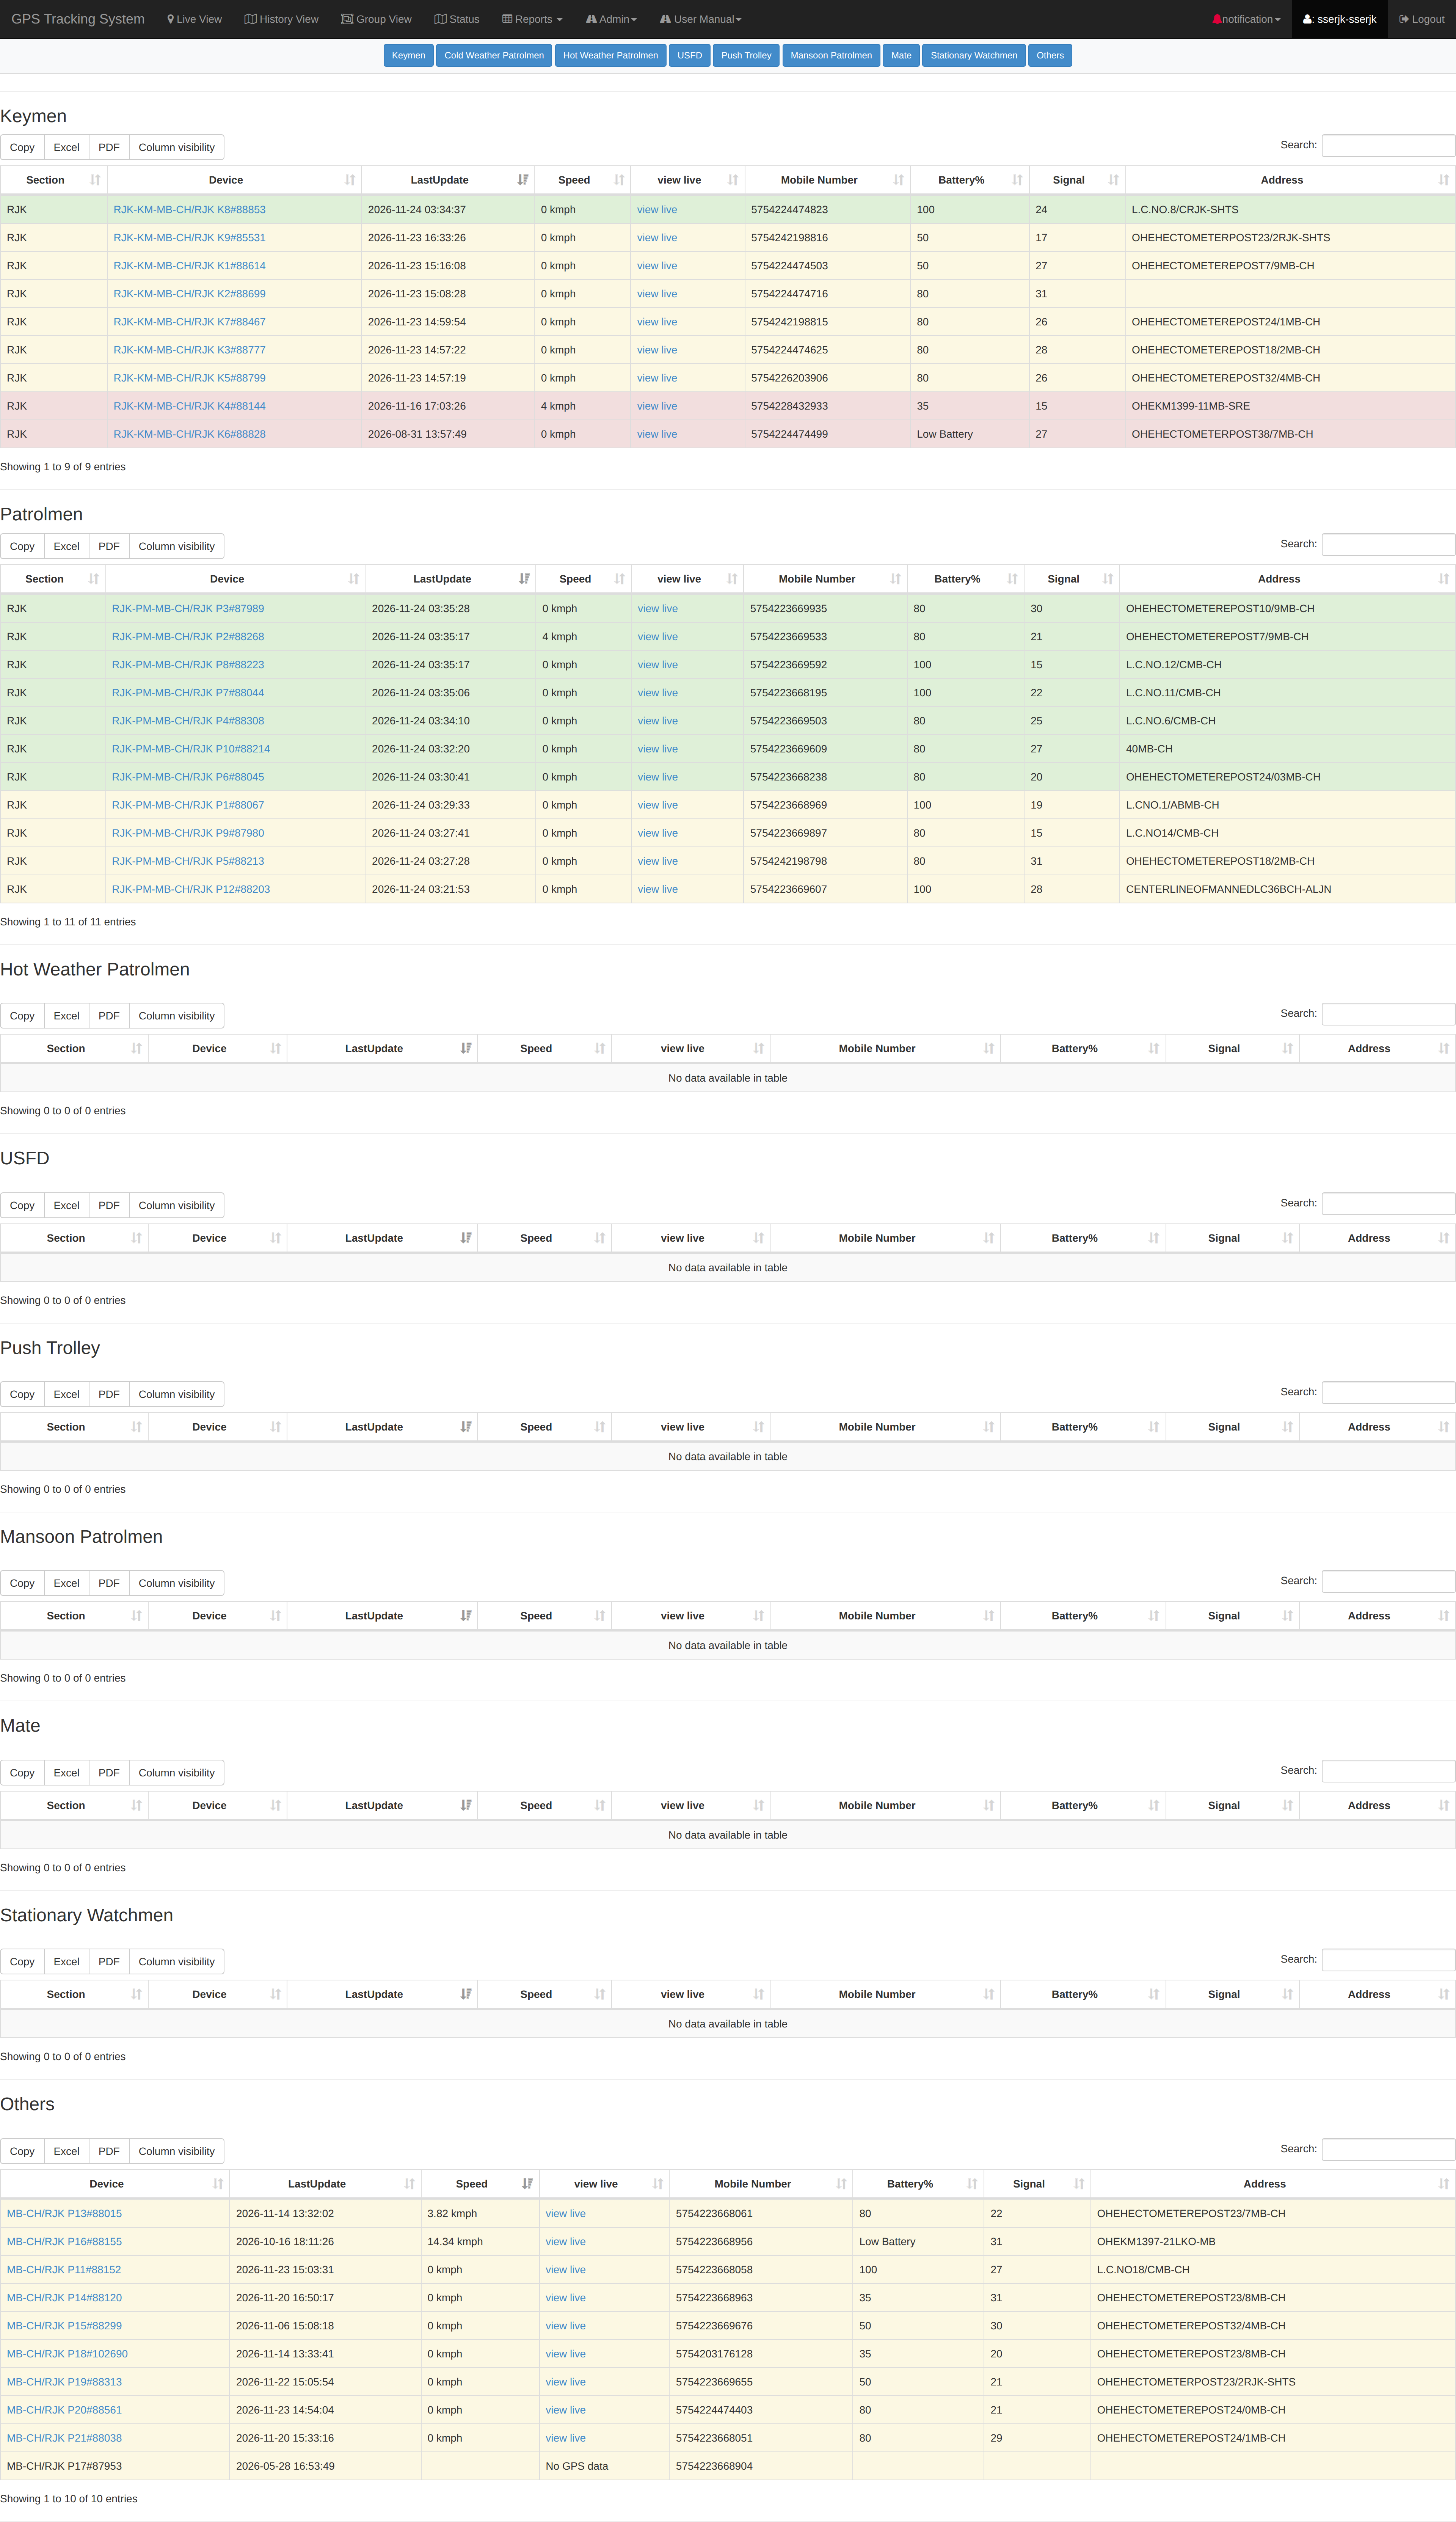 GPS Tracking System Live View History View Group View Status Reports Admin User Manual notification : sserjk-sserjk Logout
Keymen Cold Weather Patrolmen Hot Weather Patrolmen USFD Push Trolley Mansoon Patrolmen Mate Stationary Watchmen Others
Keymen
Copy Excel PDF Column visibility Search:
Section Device LastUpdate Speed view live Mobile Number Battery% Signal Address
RJK RJK-KM-MB-CH/RJK K8#88853 2026-11-24 03:34:37 0 kmph view live 5754224474823 100 24 L.C.NO.8/CRJK-SHTS
RJK RJK-KM-MB-CH/RJK K9#85531 2026-11-23 16:33:26 0 kmph view live 5754242198816 50 17 OHEHECTOMETERPOST23/2RJK-SHTS
RJK RJK-KM-MB-CH/RJK K1#88614 2026-11-23 15:16:08 0 kmph view live 5754224474503 50 27 OHEHECTOMETEREPOST7/9MB-CH
RJK RJK-KM-MB-CH/RJK K2#88699 2026-11-23 15:08:28 0 kmph view live 5754224474716 80 31
RJK RJK-KM-MB-CH/RJK K7#88467 2026-11-23 14:59:54 0 kmph view live 5754242198815 80 26 OHEHECTOMETEREPOST24/1MB-CH
RJK RJK-KM-MB-CH/RJK K3#88777 2026-11-23 14:57:22 0 kmph view live 5754224474625 80 28 OHEHECTOMETEREPOST18/2MB-CH
RJK RJK-KM-MB-CH/RJK K5#88799 2026-11-23 14:57:19 0 kmph view live 5754226203906 80 26 OHEHECTOMETEREPOST32/4MB-CH
RJK RJK-KM-MB-CH/RJK K4#88144 2026-11-16 17:03:26 4 kmph view live 5754228432933 35 15 OHEKM1399-11MB-SRE
RJK RJK-KM-MB-CH/RJK K6#88828 2026-08-31 13:57:49 0 kmph view live 5754224474499 Low Battery 27 OHEHECTOMETERPOST38/7MB-CH
Showing 1 to 9 of 9 entries
Patrolmen
Copy Excel PDF Column visibility Search:
Section Device LastUpdate Speed view live Mobile Number Battery% Signal Address
RJK RJK-PM-MB-CH/RJK P3#87989 2026-11-24 03:35:28 0 kmph view live 5754223669935 80 30 OHEHECTOMETEREPOST10/9MB-CH
RJK RJK-PM-MB-CH/RJK P2#88268 2026-11-24 03:35:17 4 kmph view live 5754223669533 80 21 OHEHECTOMETEREPOST7/9MB-CH
RJK RJK-PM-MB-CH/RJK P8#88223 2026-11-24 03:35:17 0 kmph view live 5754223669592 100 15 L.C.NO.12/CMB-CH
RJK RJK-PM-MB-CH/RJK P7#88044 2026-11-24 03:35:06 0 kmph view live 5754223668195 100 22 L.C.NO.11/CMB-CH
RJK RJK-PM-MB-CH/RJK P4#88308 2026-11-24 03:34:10 0 kmph view live 5754223669503 80 25 L.C.NO.6/CMB-CH
RJK RJK-PM-MB-CH/RJK P10#88214 2026-11-24 03:32:20 0 kmph view live 5754223669609 80 27 40MB-CH
RJK RJK-PM-MB-CH/RJK P6#88045 2026-11-24 03:30:41 0 kmph view live 5754223668238 80 20 OHEHECTOMETEREPOST24/03MB-CH
RJK RJK-PM-MB-CH/RJK P1#88067 2026-11-24 03:29:33 0 kmph view live 5754223668969 100 19 L.CNO.1/ABMB-CH
RJK RJK-PM-MB-CH/RJK P9#87980 2026-11-24 03:27:41 0 kmph view live 5754223669897 80 15 L.C.NO14/CMB-CH
RJK RJK-PM-MB-CH/RJK P5#88213 2026-11-24 03:27:28 0 kmph view live 5754242198798 80 31 OHEHECTOMETEREPOST18/2MB-CH
RJK RJK-PM-MB-CH/RJK P12#88203 2026-11-24 03:21:53 0 kmph view live 5754223669607 100 28 CENTERLINEOFMANNEDLC36BCH-ALJN
Showing 1 to 11 of 11 entries
Hot Weather Patrolmen
Copy Excel PDF Column visibility Search:
Section Device LastUpdate Speed view live Mobile Number Battery% Signal Address
No data available in table
Showing 0 to 0 of 0 entries
USFD
Copy Excel PDF Column visibility Search:
Section Device LastUpdate Speed view live Mobile Number Battery% Signal Address
No data available in table
Showing 0 to 0 of 0 entries
Push Trolley
Copy Excel PDF Column visibility Search:
Section Device LastUpdate Speed view live Mobile Number Battery% Signal Address
No data available in table
Showing 0 to 0 of 0 entries
Mansoon Patrolmen
Copy Excel PDF Column visibility Search:
Section Device LastUpdate Speed view live Mobile Number Battery% Signal Address
No data available in table
Showing 0 to 0 of 0 entries
Mate
Copy Excel PDF Column visibility Search:
Section Device LastUpdate Speed view live Mobile Number Battery% Signal Address
No data available in table
Showing 0 to 0 of 0 entries
Stationary Watchmen
Copy Excel PDF Column visibility Search:
Section Device LastUpdate Speed view live Mobile Number Battery% Signal Address
No data available in table
Showing 0 to 0 of 0 entries
Others
Copy Excel PDF Column visibility Search:
Device LastUpdate Speed view live Mobile Number Battery% Signal Address
MB-CH/RJK P13#88015 2026-11-14 13:32:02 3.82 kmph view live 5754223668061 80 22 OHEHECTOMETEREPOST23/7MB-CH
MB-CH/RJK P16#88155 2026-10-16 18:11:26 14.34 kmph view live 5754223668956 Low Battery 31 OHEKM1397-21LKO-MB
MB-CH/RJK P11#88152 2026-11-23 15:03:31 0 kmph view live 5754223668058 100 27 L.C.NO18/CMB-CH
MB-CH/RJK P14#88120 2026-11-20 16:50:17 0 kmph view live 5754223668963 35 31 OHEHECTOMETEREPOST23/8MB-CH
MB-CH/RJK P15#88299 2026-11-06 15:08:18 0 kmph view live 5754223669676 50 30 OHEHECTOMETEREPOST32/4MB-CH
MB-CH/RJK P18#102690 2026-11-14 13:33:41 0 kmph view live 5754203176128 35 20 OHEHECTOMETEREPOST23/8MB-CH
MB-CH/RJK P19#88313 2026-11-22 15:05:54 0 kmph view live 5754223669655 50 21 OHEHECTOMETERPOST23/2RJK-SHTS
MB-CH/RJK P20#88561 2026-11-23 14:54:04 0 kmph view live 5754224474403 80 21 OHEHECTOMETEREPOST24/0MB-CH
MB-CH/RJK P21#88038 2026-11-20 15:33:16 0 kmph view live 5754223668051 80 29 OHEHECTOMETEREPOST24/1MB-CH
MB-CH/RJK P17#87953 2026-05-28 16:53:49 No GPS data 5754223668904
Showing 1 to 10 of 10 entries